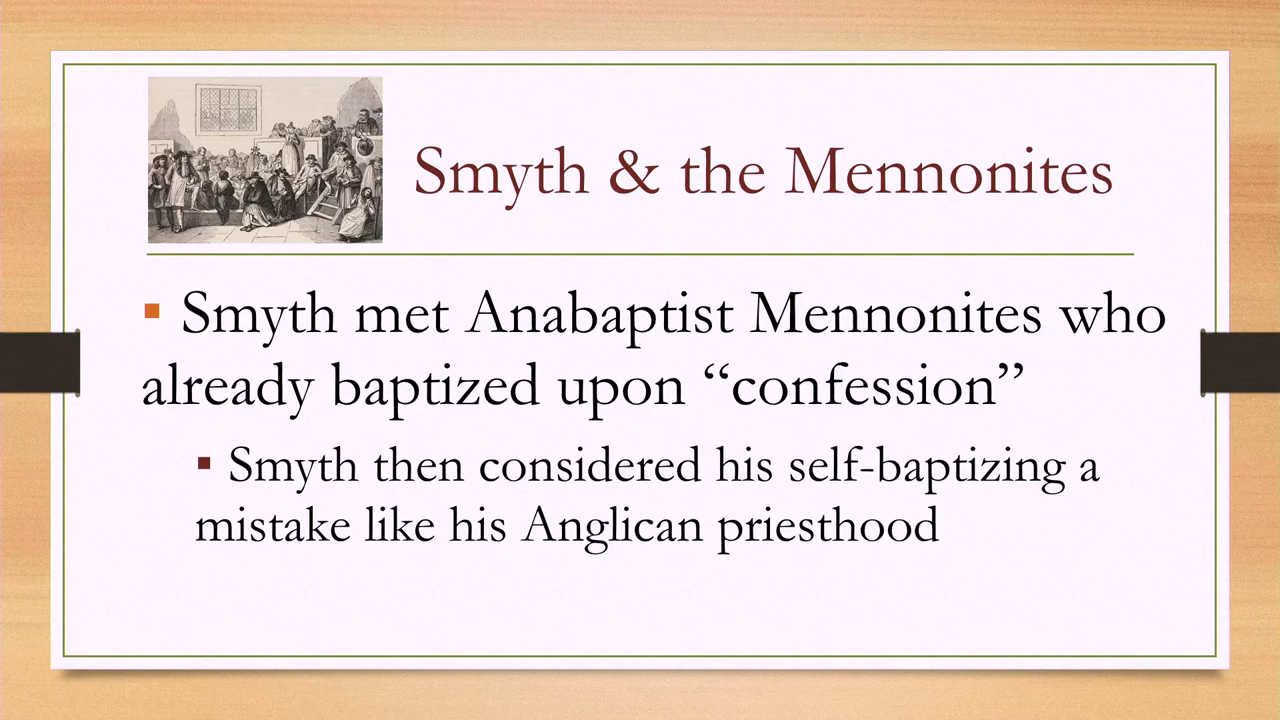 Smyth & the Mennonites
▪ Smyth met Anabaptist Mennonites who
already baptized upon “confession”
▪ Smyth then considered his self-baptizing a
mistake like his Anglican priesthood